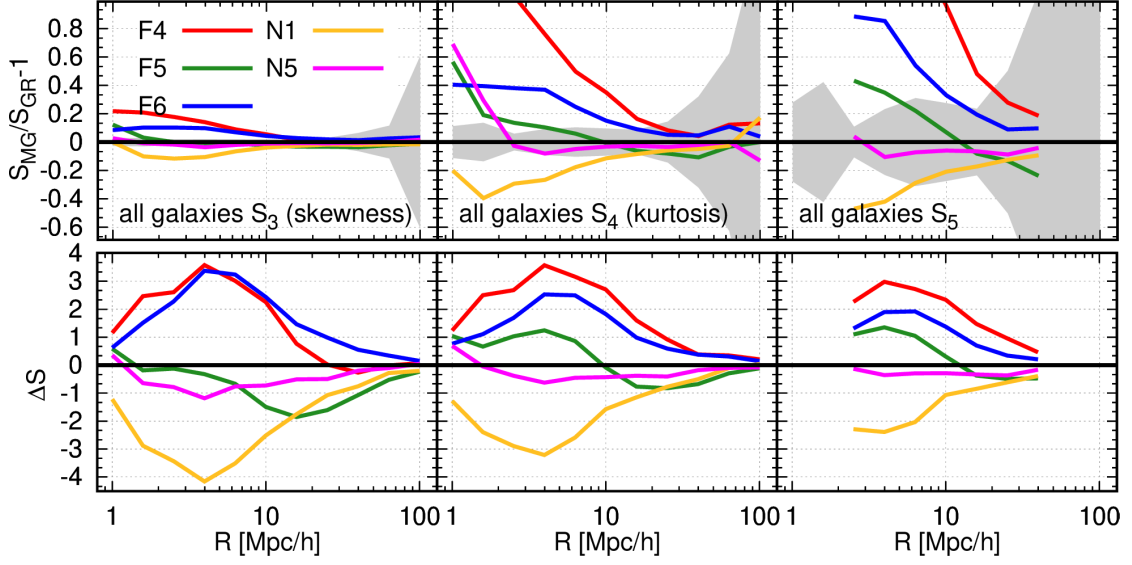 S_MG/S_GR-1
0.8
0.6
0.4
0.2
0
-0.2
-0.4
-0.6
F4
N1
F5
N5
F6
all galaxies S_3 (skewness)
all galaxies S_4 (kurtosis)
all galaxies S_5
ΔS
4
3
2
1
0
-1
-2
-3
-4
1 10 100
1 10 100
1 10 100
R [Mpc/h]
R [Mpc/h]
R [Mpc/h]